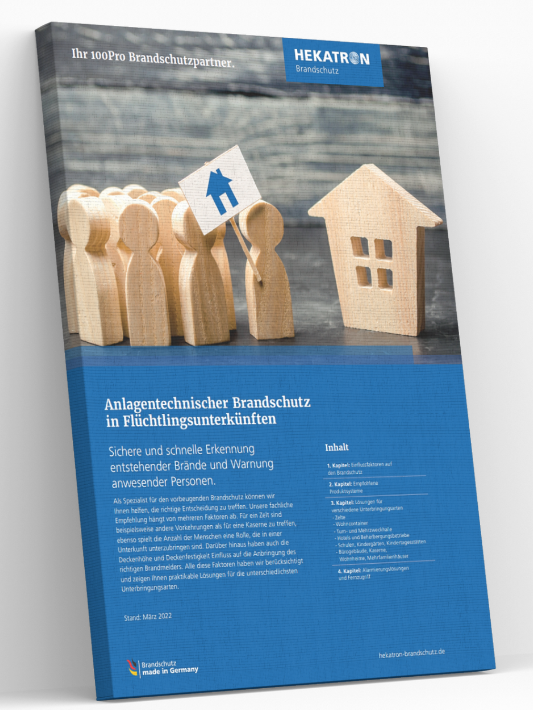 Ihr 100Pro Brandschutzpartner.
HEKATRON
Brandschutz
Anlagentechnischer Brandschutz
in Flüchtlingsunterkünften
Sichere und schnelle Erkennung
entstehender Brände und Warnung
anwesender Personen.
Als Spezialist für den vorbeugenden Brandschutz können wir
Ihnen helfen, die richtige Entscheidung zu treffen. Unsere fachliche
Empfehlung hängt von mehreren Faktoren ab. Für ein Zelt sind
beispielsweise andere Vorkehrungen als für eine Kaserne zu treffen,
ebenso spielt die Anzahl der Menschen eine Rolle, die in einer
Unterkunft unterzubringen sind. Darüber hinaus haben auch die
Deckenhöhe und Deckenfestigkeit Einfluss auf die Anbringung des
richtigen Brandmelders. Alle diese Faktoren haben wir berücksichtigt
und zeigen Ihnen praktikable Lösungen für die unterschiedlichsten
Unterbringungsarten.
Stand: März 2022
Inhalt
1. Kapitel: Einflussfaktoren auf
den Brandschutz
2. Kapitel: Empfohlene
Produktsysteme
3. Kapitel: Lösungen für
verschiedene Unterbringungsarten
- Zelte
- Wohncontainer
- Turn- und Mehrzweckhalle
- Hotels und Beherbergungsbetriebe
- Schulen, Kindergärten, Kindertagesstätten
- Bürogebäude, Kaserne,
Wohnheime, Mehrfamilienhäuser
4. Kapitel: Alarmierungslösungen
und Fernzugriff
Brandschutz
made in Germany
hekatron-brandschutz.de